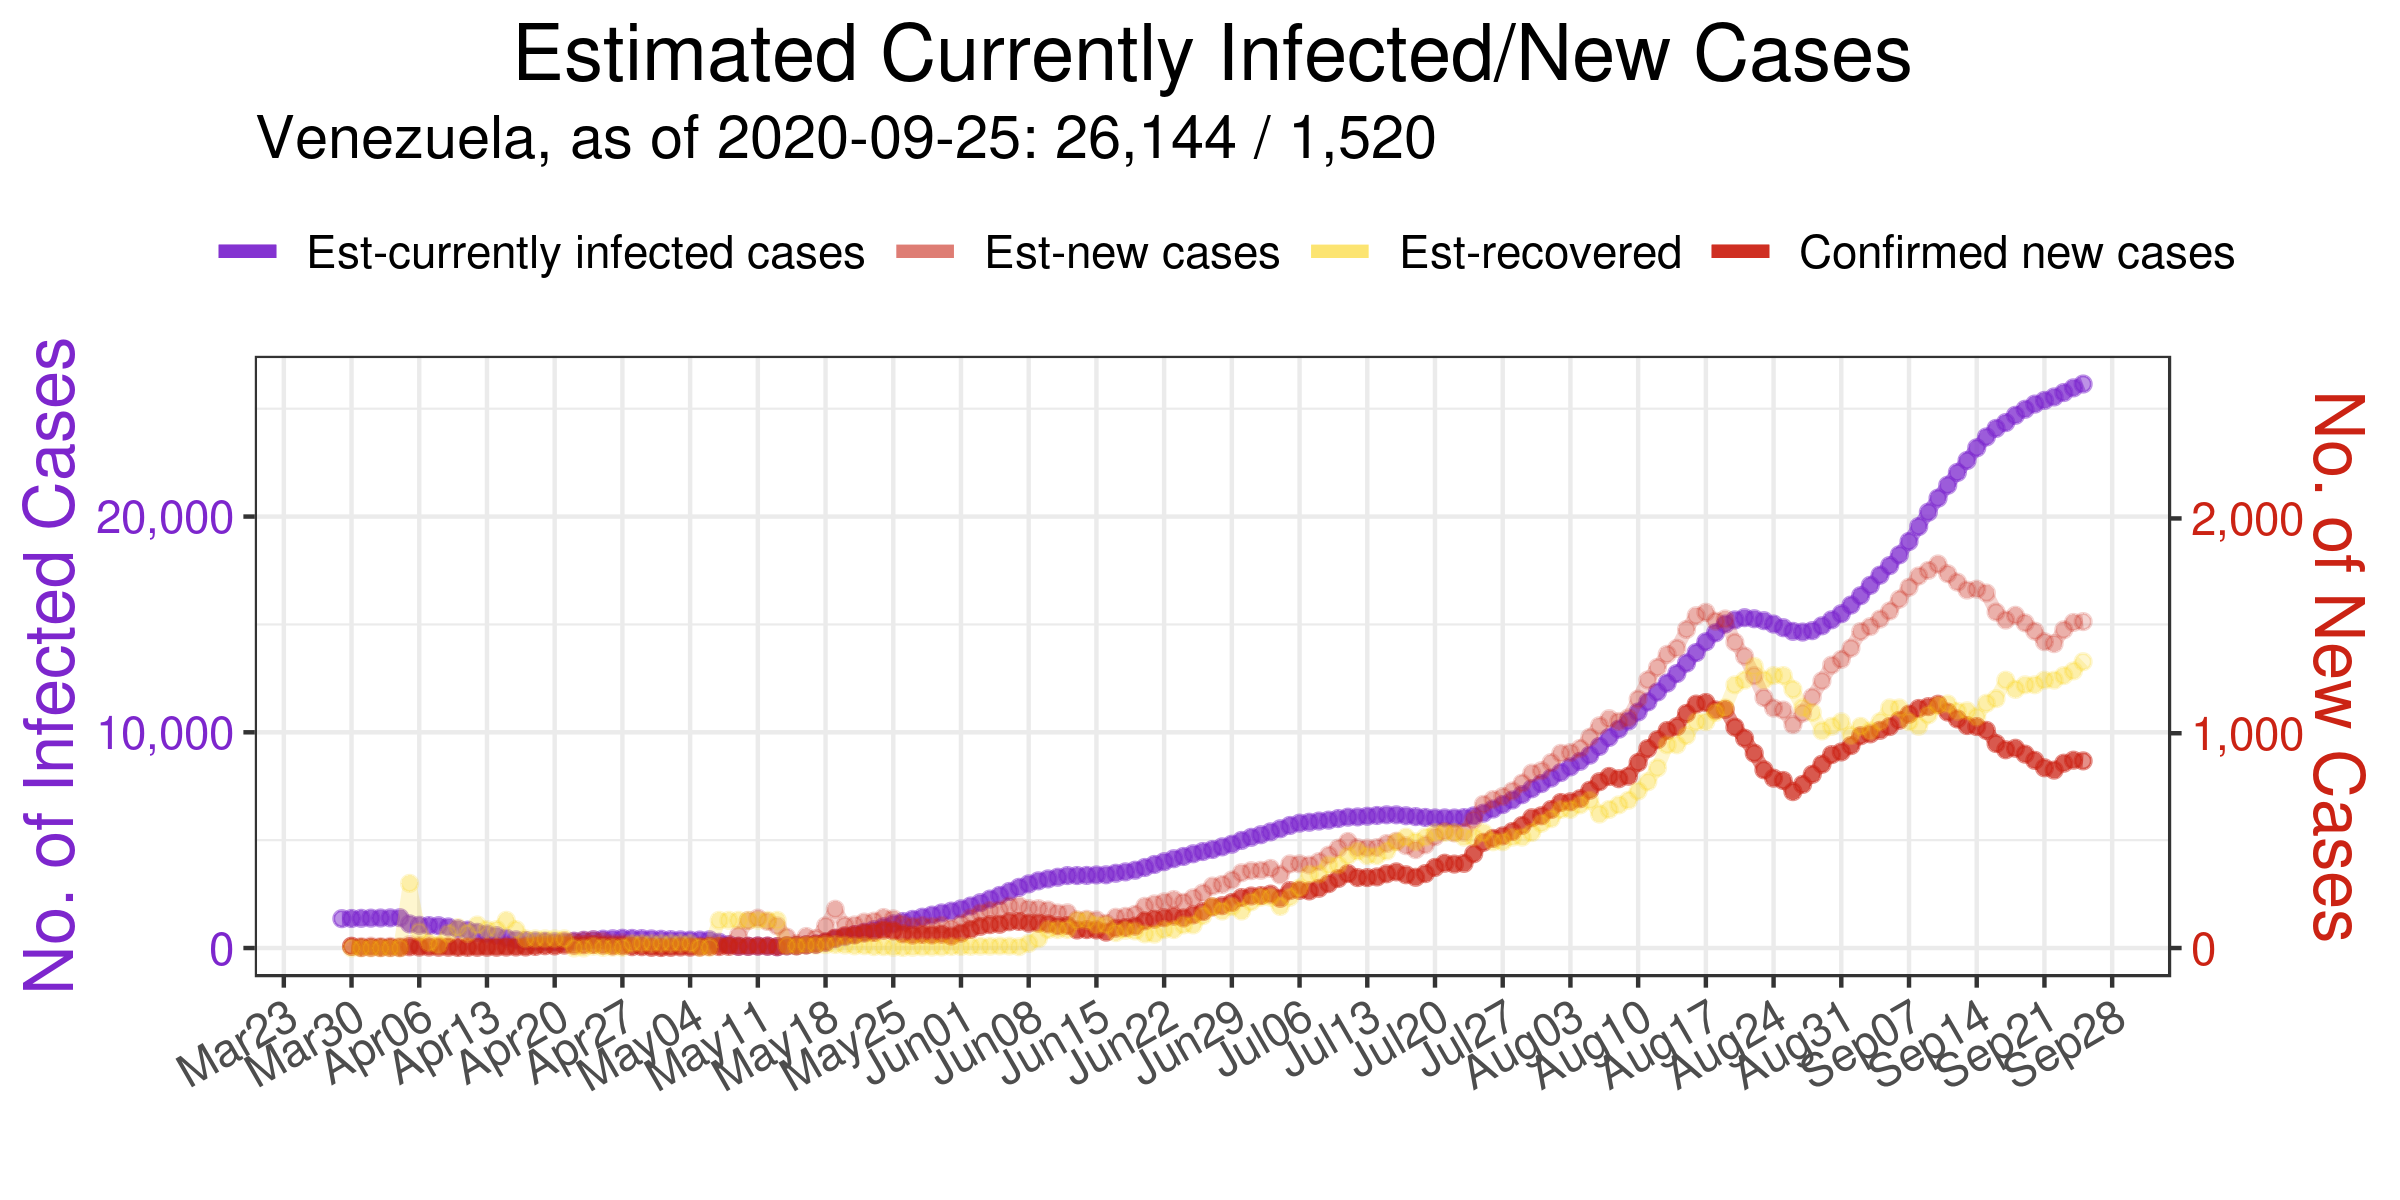 Estimated Currently Infected/New Cases
Venezuela, as of 2020-09-25: 26,144 / 1,520
Est-currently infected cases Est-new cases Est-recovered Confirmed new cases
No. of Infected Cases
20,000
10,000
0
2,000
1,000
0
No. of New Cases
Mar23 Mar30 Apr06 Apr13 Apr20 Apr27 May04 May11 May18 May25 Jun01 Jun08 Jun15 Jun22 Jun29 Jul06 Jul13 Jul20 Jul27 Aug03 Aug10 Aug17 Aug24 Aug31 Sep07 Sep14 Sep21 Sep28